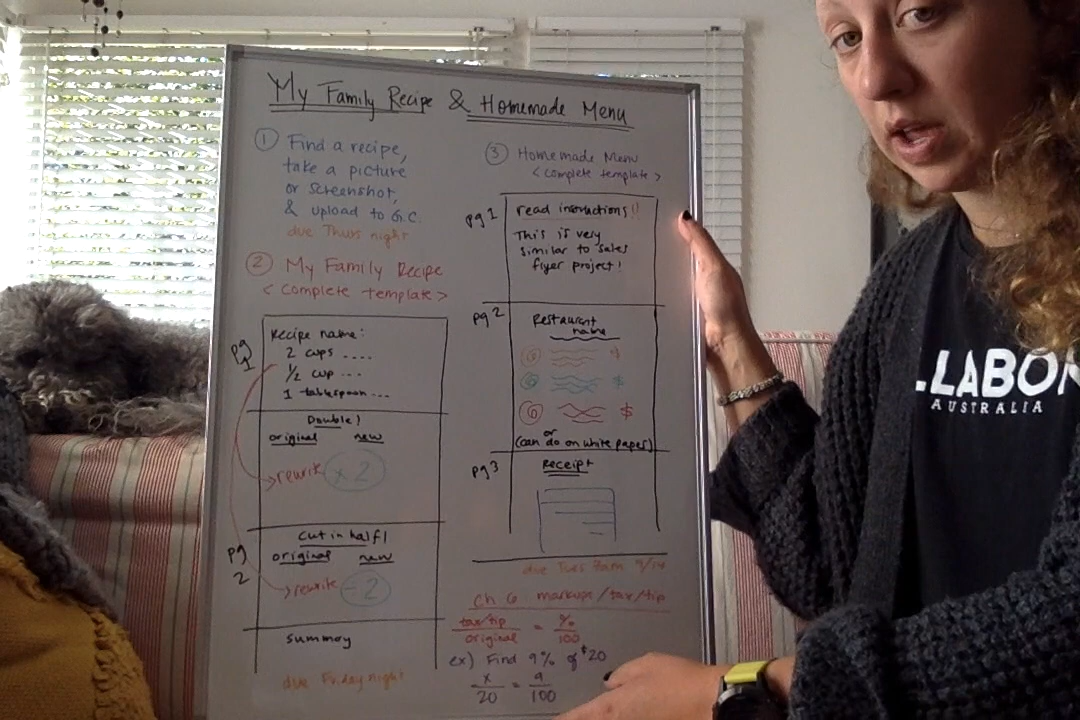 My Family Recipe & Homemade Menu
① Find a recipe,
take a picture
or screenshot,
& upload to G.C.
due Thurs night
② My Family Recipe
< complete template >
pg 1
Recipe name:
2 cups ....
1/2 cup ...
1 tablespoon ...
Double!
original new
rewrite × 2
pg 2
Cut in half!
original new
rewrite ÷ 2
summary
due Friday night
③ Homemade Menu
< complete template >
pg 1
read instructions!!
This is very
similar to sales
flyer project!
pg 2
Restaurant
name
$
$
$
or
(can do on white paper)
pg 3
Receipt
due Tues 8am 9/14
Ch 6 markups/tax/tip
tax/tip / original = % / 100
ex) Find 9% of $20
x / 20 = 9 / 100
LLABON
AUSTRALIA